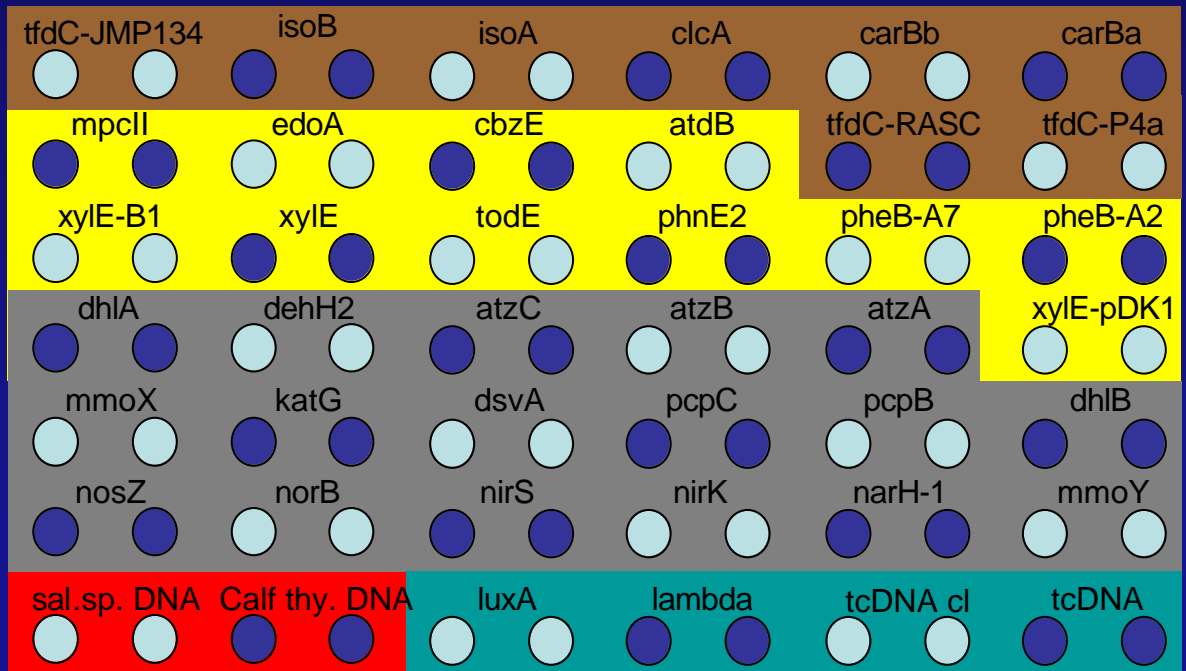 tfdC-JMP134 isoB isoA clcA carBb carBa
mpcII edoA cbzE atdB tfdC-RASC tfdC-P4a
xylE-B1 xylE todE phnE2 pheB-A7 pheB-A2
dhlA dehH2 atzC atzB atzA xylE-pDK1
mmoX katG dsvA pcpC pcpB dhlB
nosZ norB nirS nirK narH-1 mmoY
sal.sp. DNA Calf thy. DNA luxA lambda tcDNA cl tcDNA